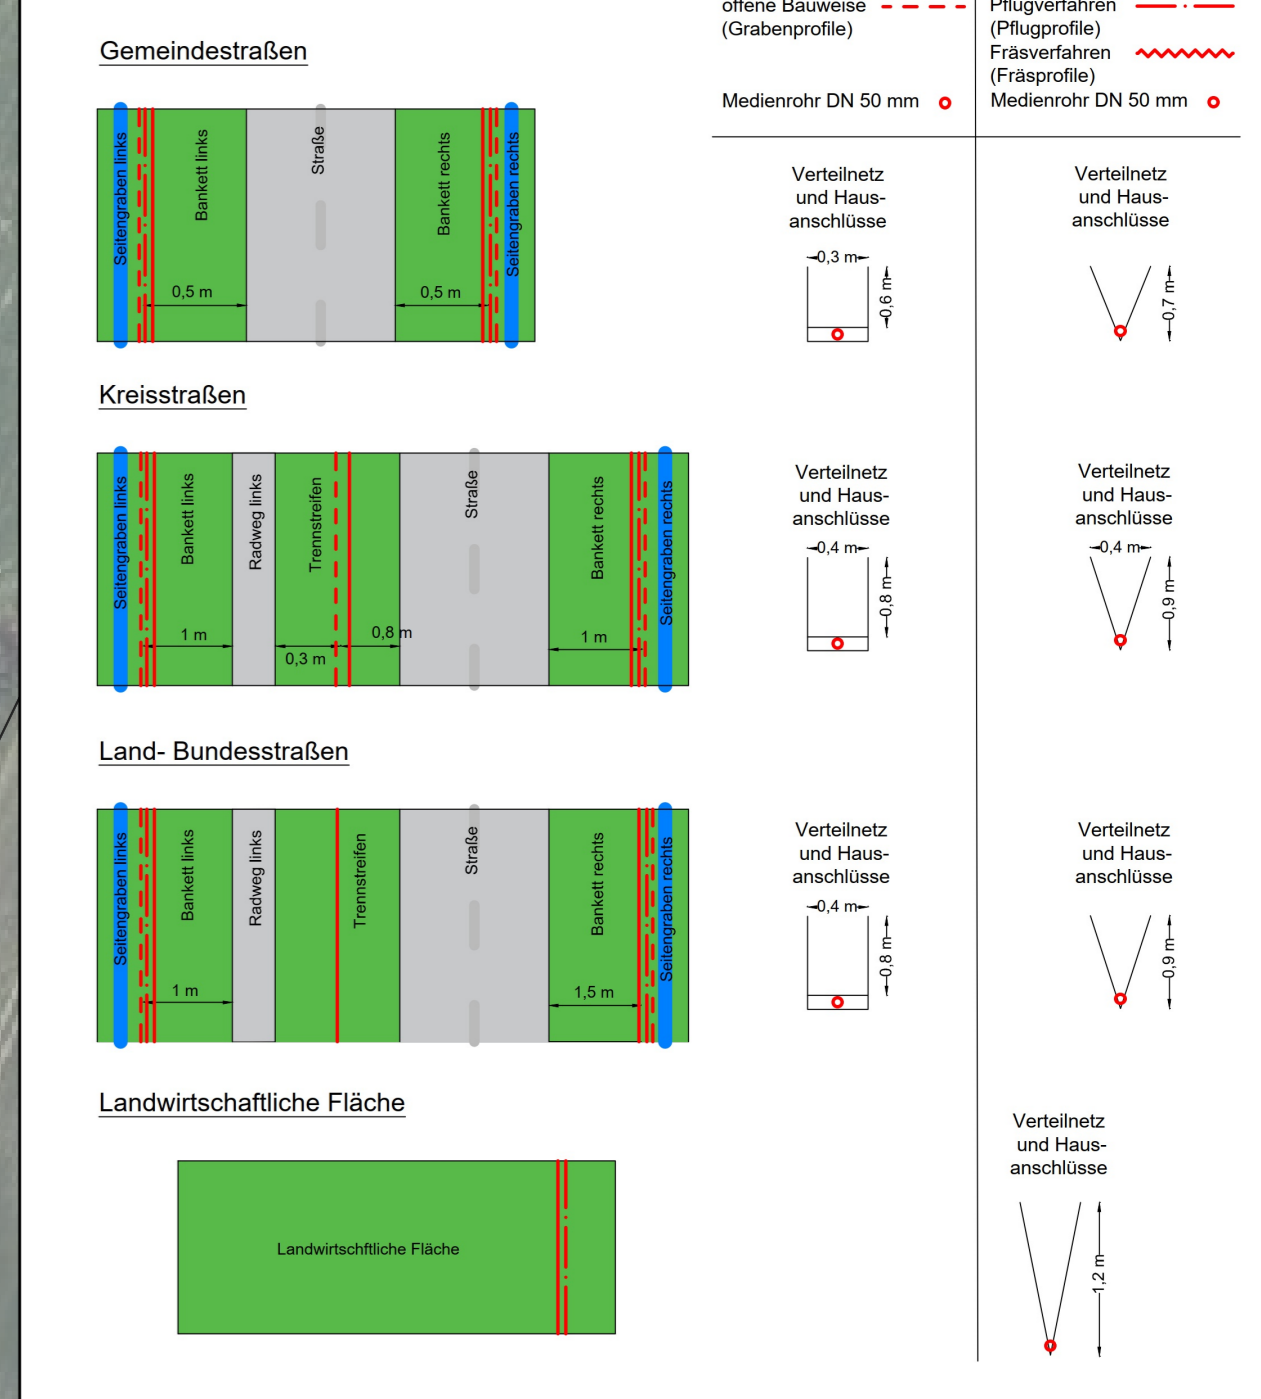 offene Bauweise
(Grabenprofile)
Pflugverfahren
(Pflugprofile)
Fräsverfahren
(Fräsprofile)
Medienrohr DN 50 mm
Medienrohr DN 50 mm
Gemeindestraßen
Seitengraben links
Bankett links
Straße
Bankett rechts
Seitengraben rechts
0,5 m
0,5 m
Verteilnetz
und Haus-
anschlüsse
0,3 m
0,6 m
Verteilnetz
und Haus-
anschlüsse
0,7 m
Kreisstraßen
Seitengraben links
Bankett links
Radweg links
Trennstreifen
Straße
Bankett rechts
Seitengraben rechts
1 m
0,3 m
0,8 m
1 m
Verteilnetz
und Haus-
anschlüsse
0,4 m
0,8 m
Verteilnetz
und Haus-
anschlüsse
0,4 m
0,9 m
Land- Bundesstraßen
Seitengraben links
Bankett links
Radweg links
Trennstreifen
Straße
Bankett rechts
Seitengraben rechts
1 m
1,5 m
Verteilnetz
und Haus-
anschlüsse
0,4 m
0,8 m
Verteilnetz
und Haus-
anschlüsse
0,9 m
Landwirtschaftliche Fläche
Landwirtschftliche Fläche
Verteilnetz
und Haus-
anschlüsse
1,2 m